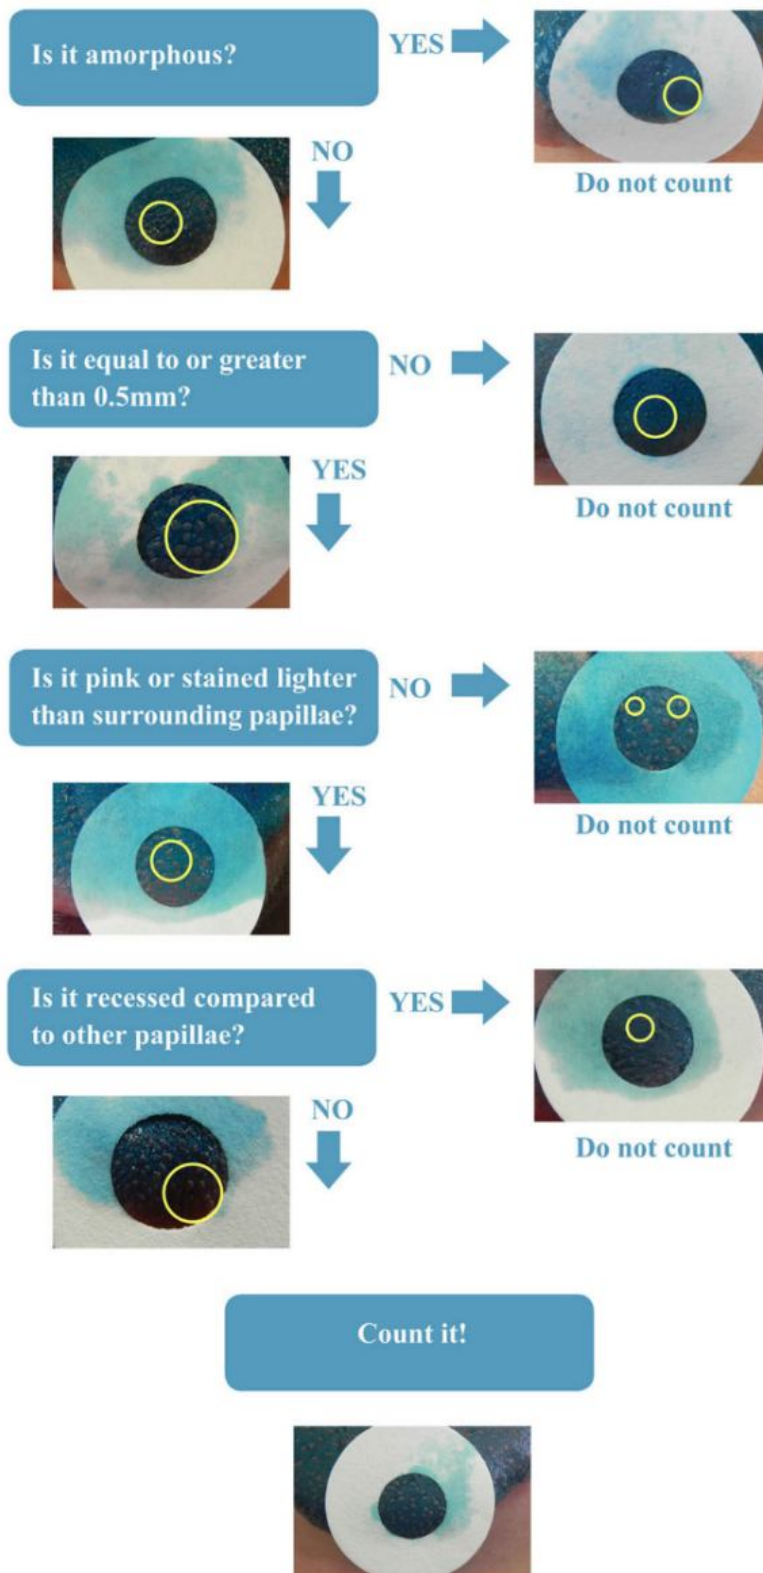 Is it amorphous?
YES
Do not count
NO
Is it equal to or greater
than 0.5mm?
NO
Do not count
YES
Is it pink or stained lighter
than surrounding papillae?
NO
Do not count
YES
Is it recessed compared
to other papillae?
YES
Do not count
NO
Count it!